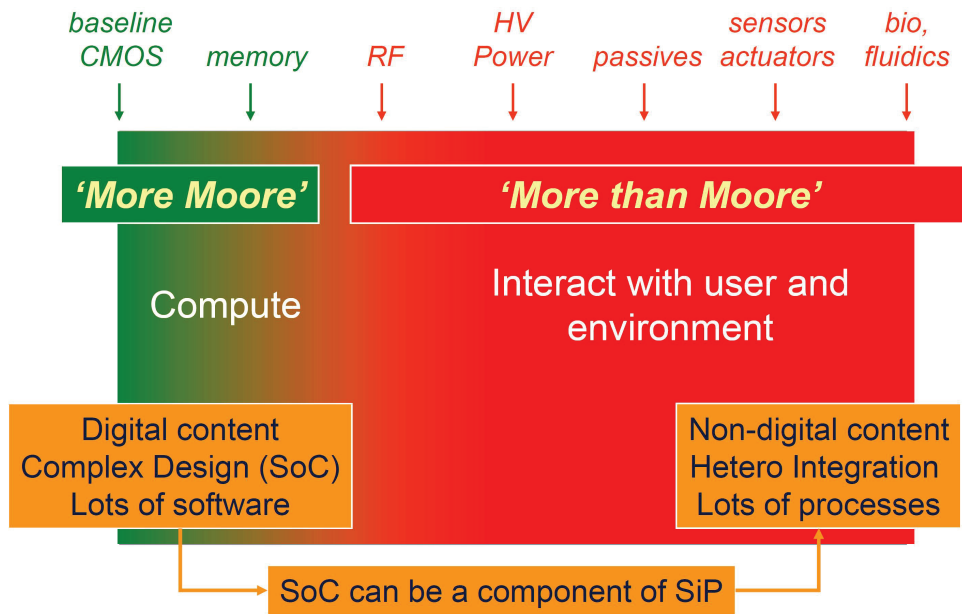 baseline
CMOS
memory
RF
HV
Power
passives
sensors
actuators
bio,
fluidics
‘More Moore’
‘More than Moore’
Compute
Interact with user and
environment
Digital content
Complex Design (SoC)
Lots of software
Non-digital content
Hetero Integration
Lots of processes
SoC can be a component of SiP